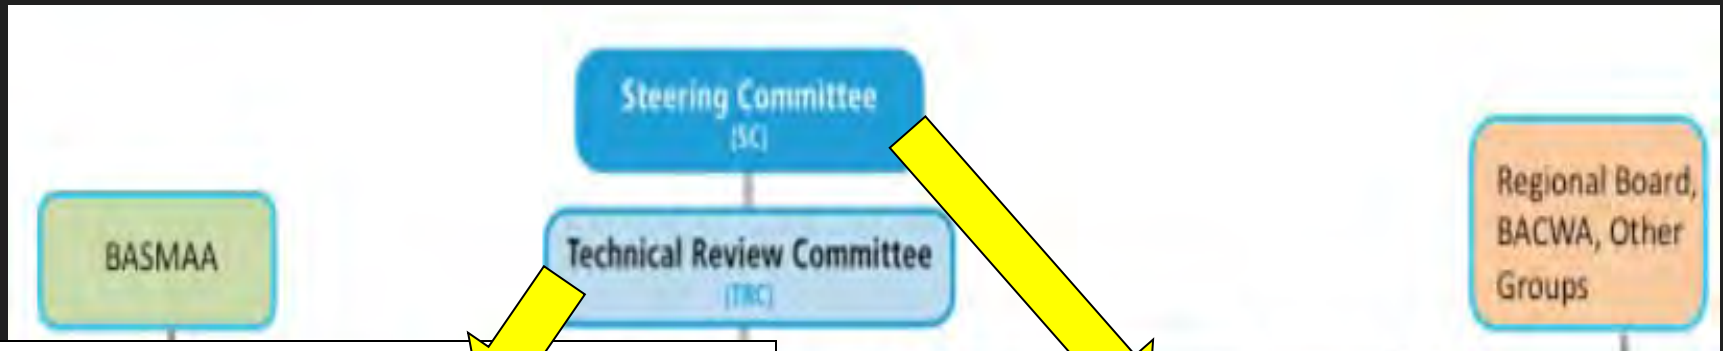 Steering Committee
(SC)
BASMAA
Technical Review Committee
(TRC)
Regional Board,
BACWA, Other
Groups